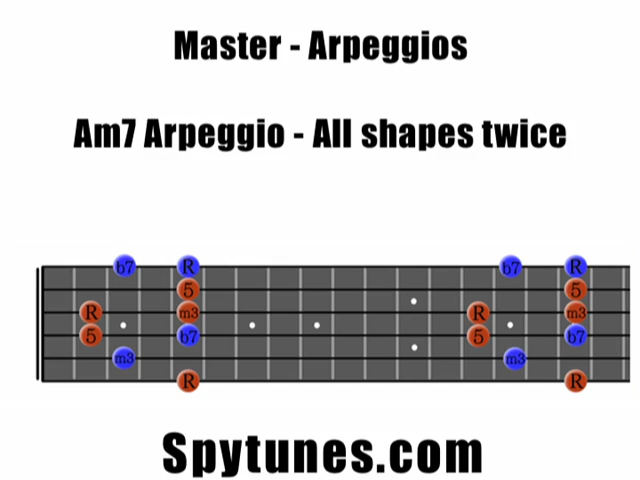 Master - Arpeggios
Am7 Arpeggio - All shapes twice
b7 R b7 R
5 5
R m3 R m3
5 b7 5 b7
m3 m3
R R
Spytunes.com